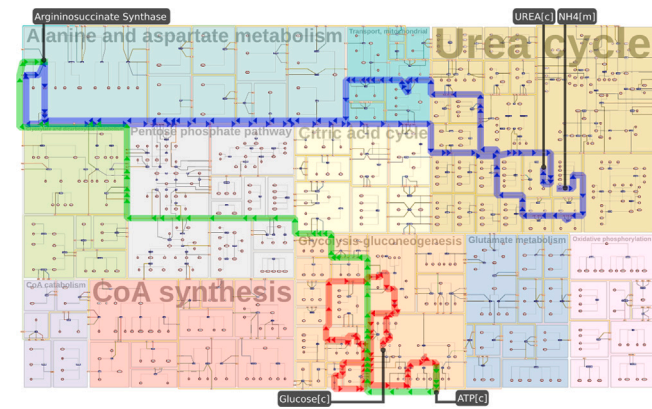 Argininosuccinate Synthase
UREA[c] NH4[m]
Alanine and aspartate metabolism
Transport, mitochondrial
Urea cycle
Pentose phosphate pathway
Citric acid cycle
Glycolysis-gluconeogenesis
Glutamate metabolism
Oxidative phosphorylation
CoA catabolism
CoA synthesis
Glucose[c]
ATP[c]